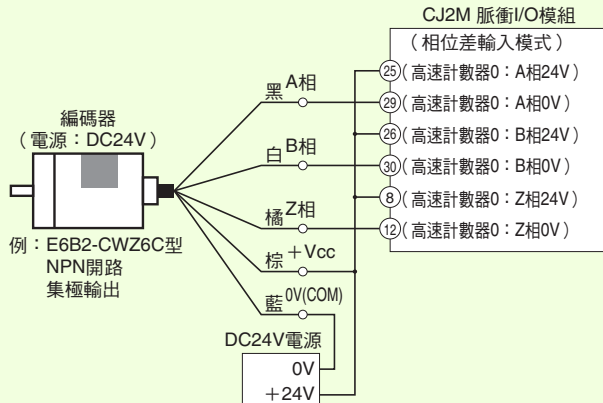 CJ2M 脈衝I/O模組
（相位差輸入模式）
25（高速計數器0：A相24V）
29（高速計數器0：A相0V）
26（高速計數器0：B相24V）
30（高速計數器0：B相0V）
8（高速計數器0：Z相24V）
12（高速計數器0：Z相0V）
編碼器
（電源：DC24V）
例：E6B2-CWZ6C型
NPN開路
集極輸出
黑 A相
白 B相
橘 Z相
棕 ＋Vcc
藍 0V(COM)
DC24V電源
0V
＋24V